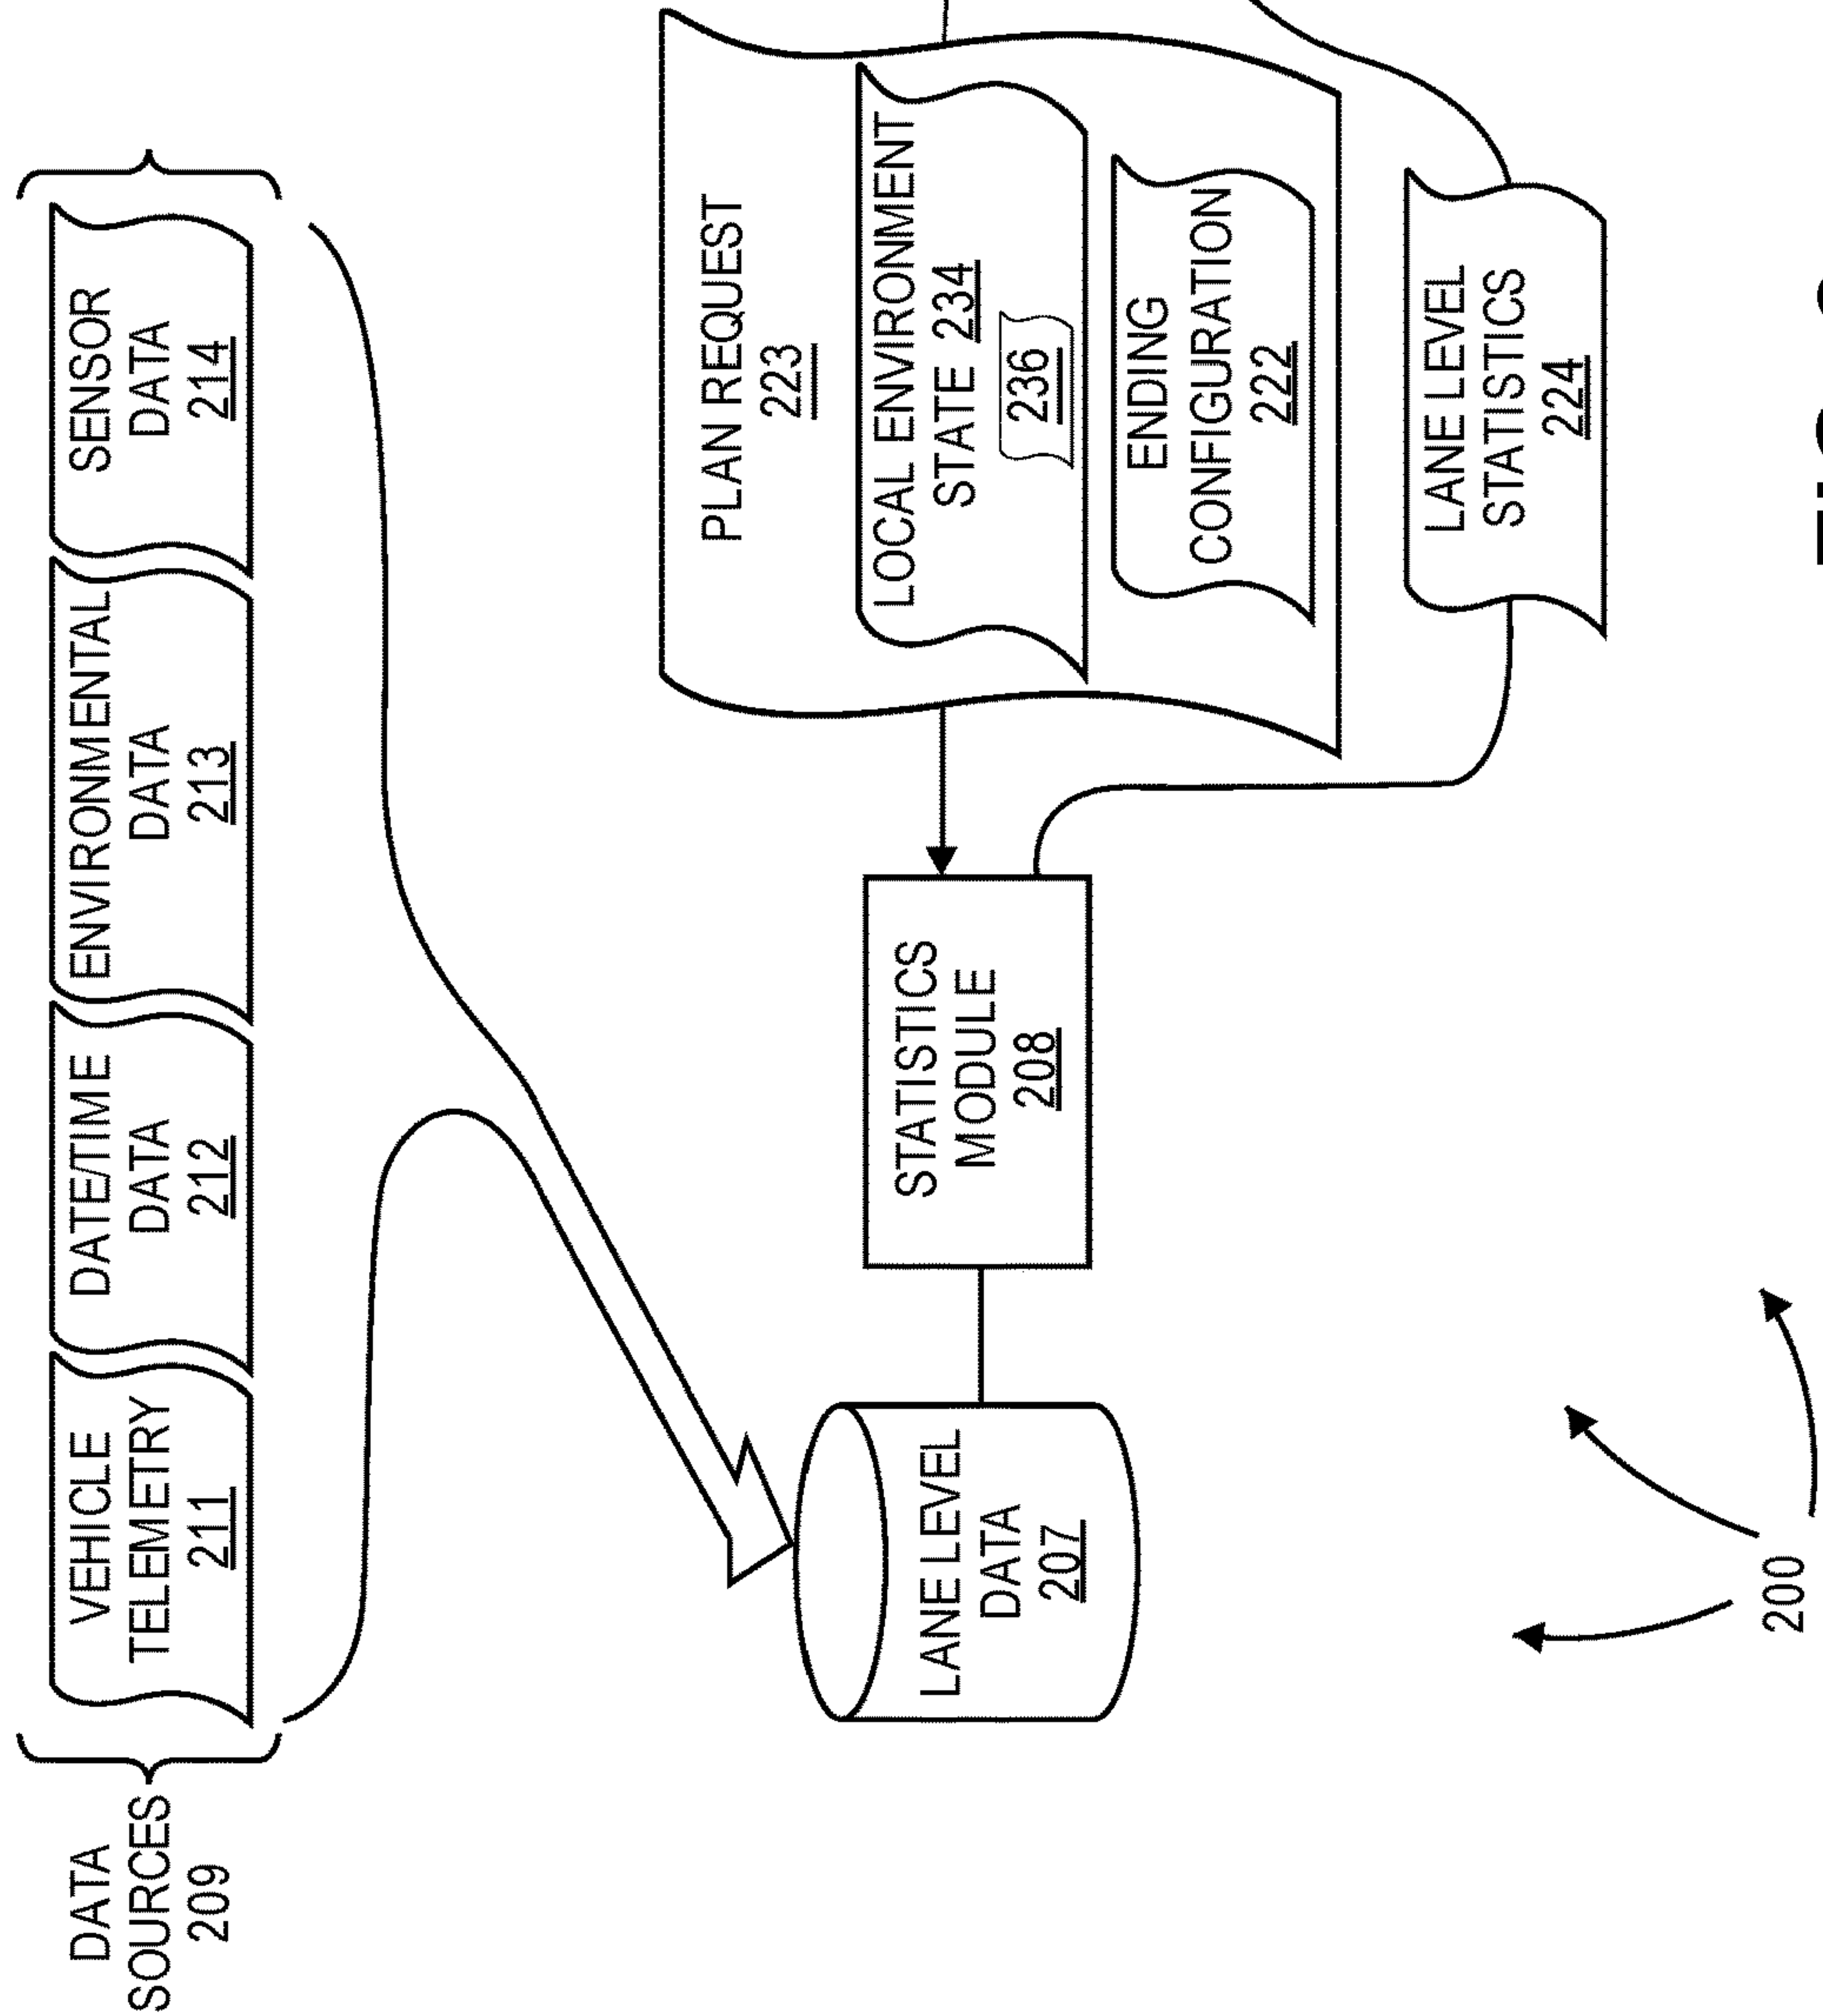 DATA
SOURCES
209
VEHICLE
TELEMETRY
211
DATE/TIME
DATA
212
ENVIRONMENTAL
DATA
213
SENSOR
DATA
214
LANE LEVEL
DATA
207
STATISTICS
MODULE
208
PLAN REQUEST
223
LOCAL ENVIRONMENT
STATE 234
236
ENDING
CONFIGURATION
222
LANE LEVEL
STATISTICS
224
200